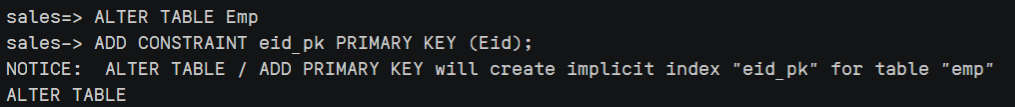 sales=> ALTER TABLE Emp
sales-> ADD CONSTRAINT eid_pk PRIMARY KEY (Eid);
NOTICE:  ALTER TABLE / ADD PRIMARY KEY will create implicit index "eid_pk" for table "emp"
ALTER TABLE